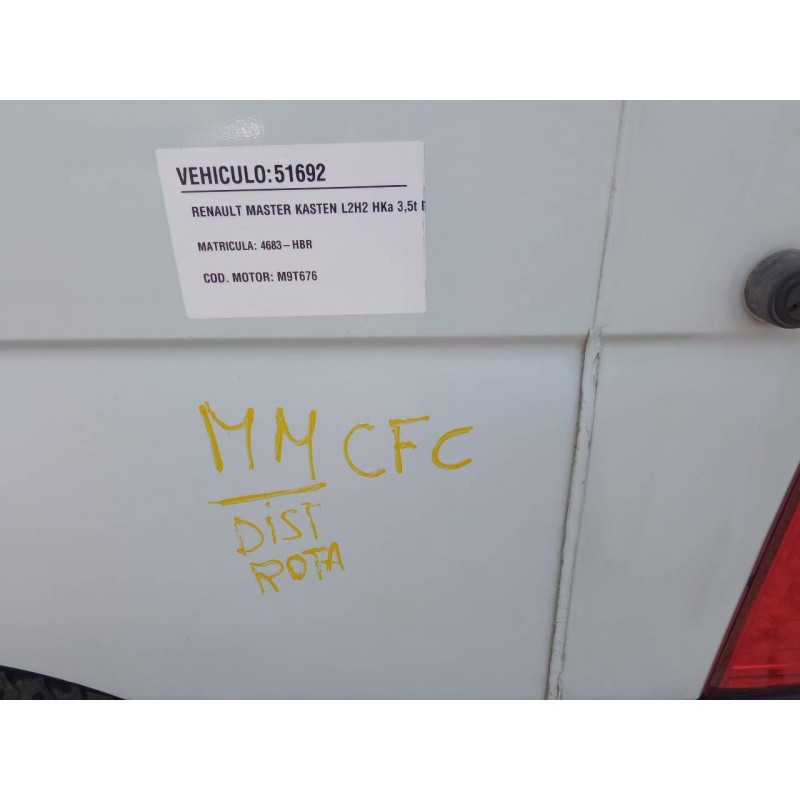 VEHICULO:51692
RENAULT MASTER KASTEN L2H2 HKa 3,5t
MATRICULA: 4683-HBR
COD. MOTOR: M9T676
MM CFC
DIST
ROTA